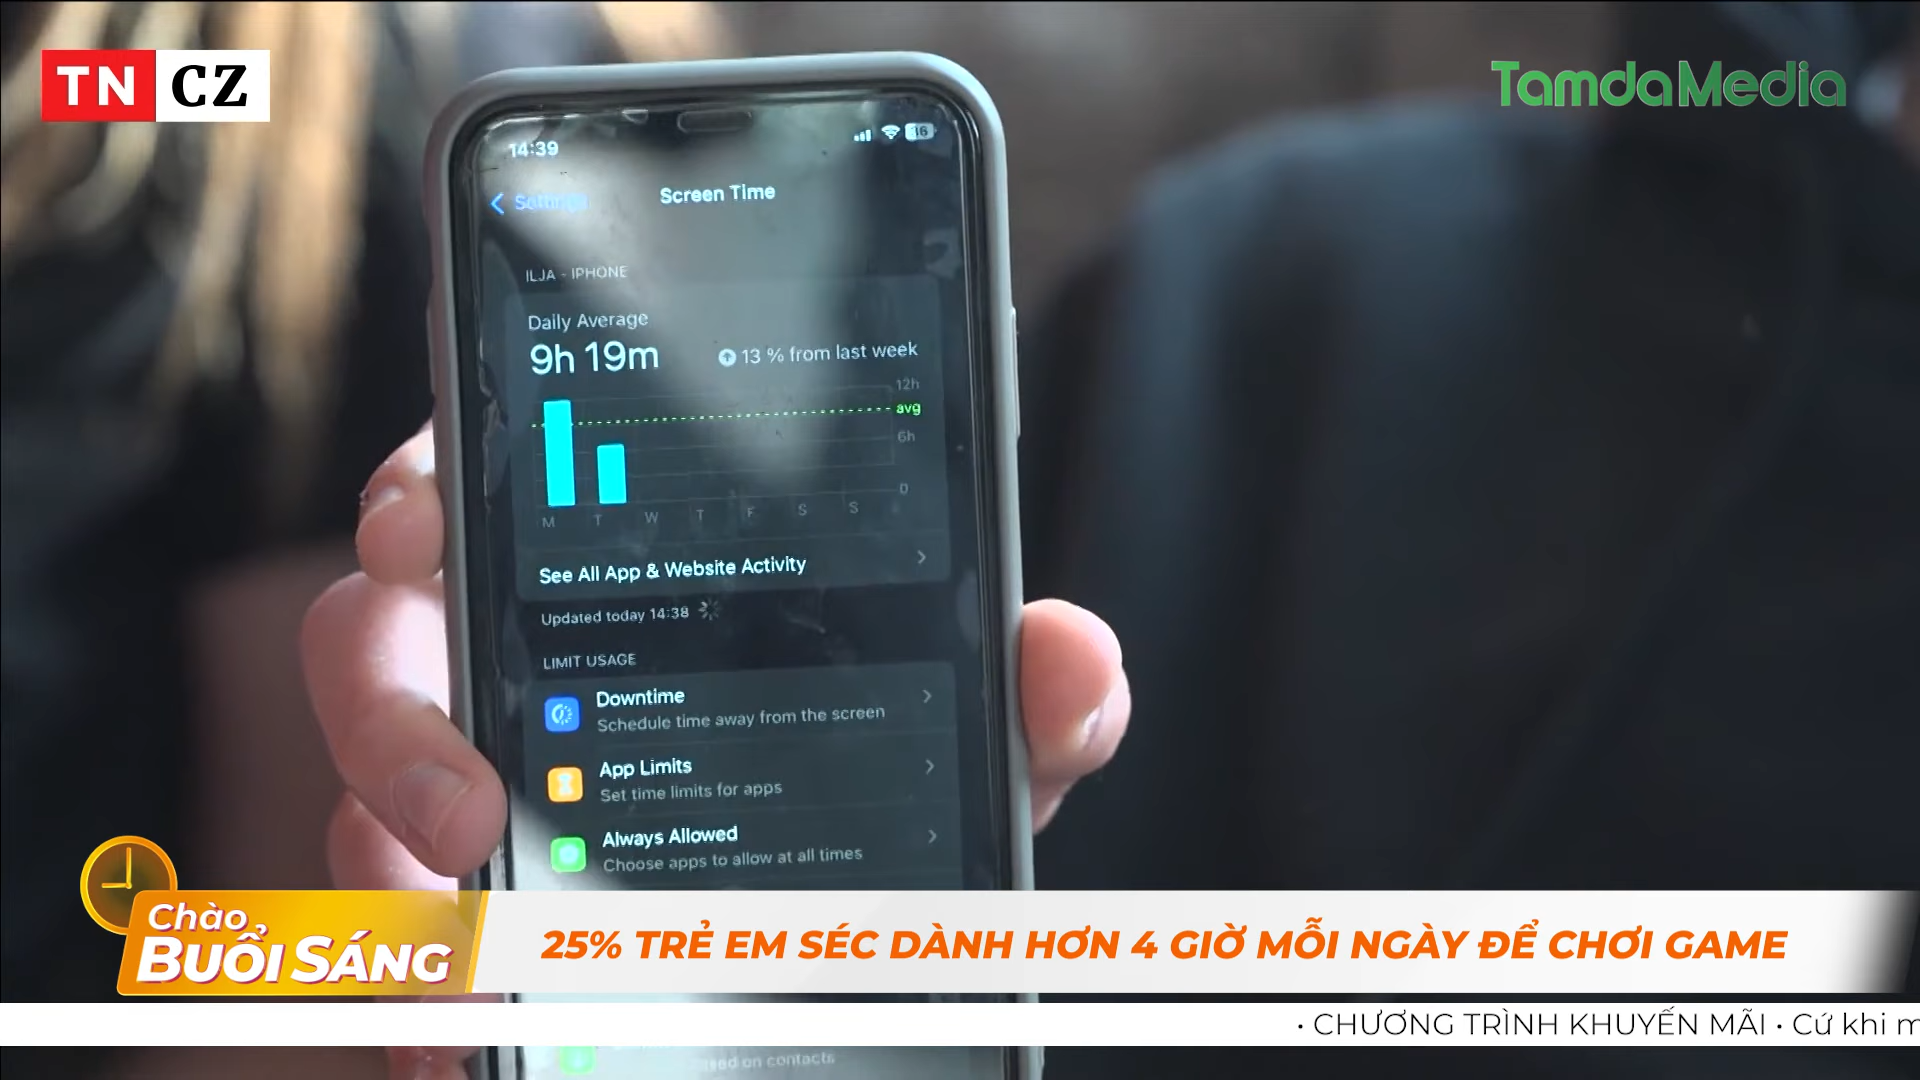 TN CZ
TamdaMedia
14:39
16
Settings
Screen Time
ILJA - IPHONE
Daily Average
9h 19m
13 % from last week
12h
avg
6h
0
M T W T F S S
See All App & Website Activity
Updated today 14:38
LIMIT USAGE
Downtime
Schedule time away from the screen
App Limits
Set time limits for apps
Always Allowed
Choose apps to allow at all times
Chào
BUỔI SÁNG
25% TRẺ EM SÉC DÀNH HƠN 4 GIỜ MỖI NGÀY ĐỂ CHƠI GAME
• CHƯƠNG TRÌNH KHUYẾN MÃI • Cứ khi m
based on contacts